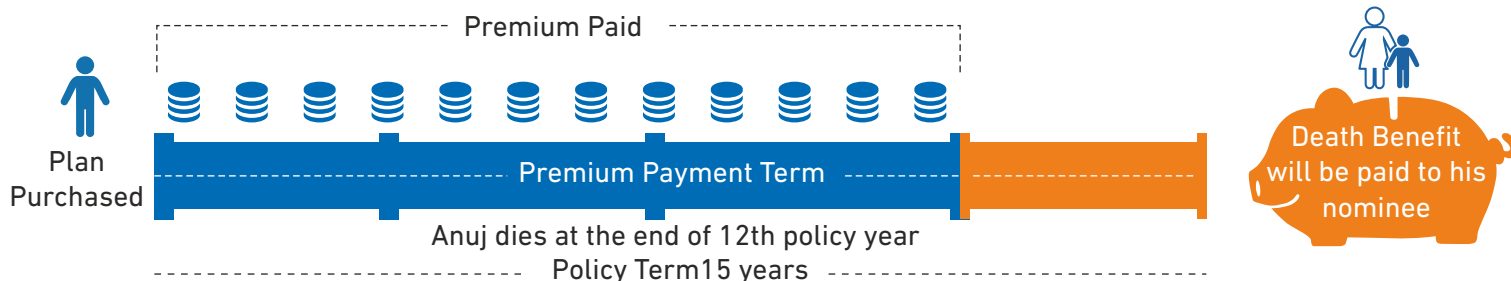 Premium Paid
Plan
Purchased
Premium Payment Term
Anuj dies at the end of 12th policy year
Policy Term15 years
Death Benefit
will be paid to his
nominee